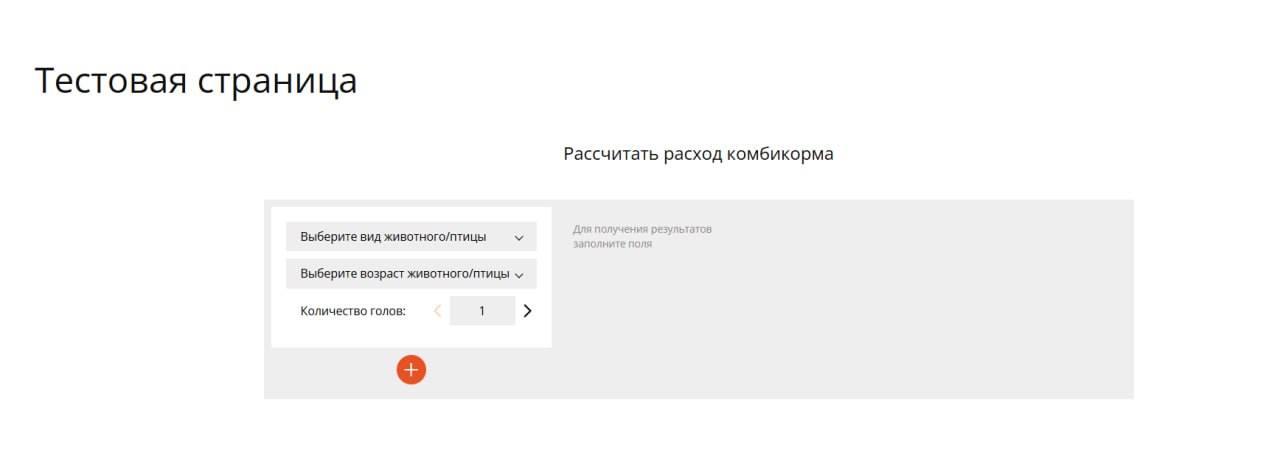 Тестовая страница
Рассчитать расход комбикорма
Выберите вид животного/птицы
Выберите возраст животного/птицы
Количество голов:
1
Для получения результатов
заполните поля